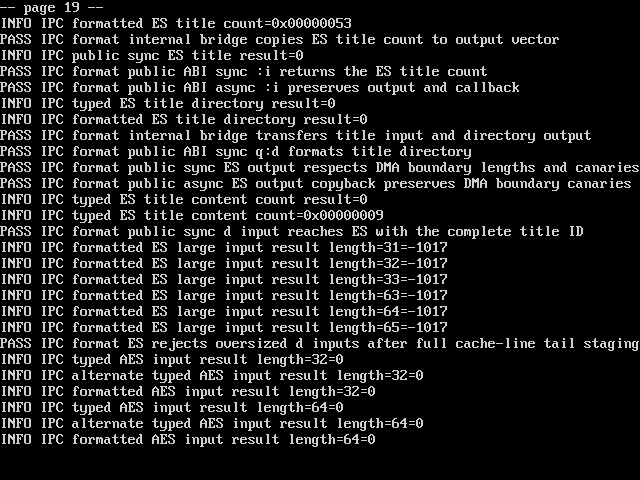 -- page 19 --
INFO IPC formatted ES title count=0x00000053
PASS IPC format internal bridge copies ES title count to output vector
INFO IPC public sync ES title result=0
PASS IPC format public ABI sync :i returns the ES title count
PASS IPC format public ABI async :i preserves output and callback
INFO IPC typed ES title directory result=0
INFO IPC formatted ES title directory result=0
PASS IPC format internal bridge transfers title input and directory output
PASS IPC format public ABI sync q:d formats title directory
PASS IPC format public sync ES output respects DMA boundary lengths and canaries
PASS IPC format public async ES output copyback preserves DMA boundary canaries
INFO IPC typed ES title content count result=0
INFO IPC typed ES title content count=0x00000009
PASS IPC format public sync d input reaches ES with the complete title ID
INFO IPC formatted ES large input result length=31=-1017
INFO IPC formatted ES large input result length=32=-1017
INFO IPC formatted ES large input result length=33=-1017
INFO IPC formatted ES large input result length=63=-1017
INFO IPC formatted ES large input result length=64=-1017
INFO IPC formatted ES large input result length=65=-1017
PASS IPC format ES rejects oversized d inputs after full cache-line tail staging
INFO IPC typed AES input result length=32=0
INFO IPC alternate typed AES input result length=32=0
INFO IPC formatted AES input result length=32=0
INFO IPC typed AES input result length=64=0
INFO IPC alternate typed AES input result length=64=0
INFO IPC formatted AES input result length=64=0